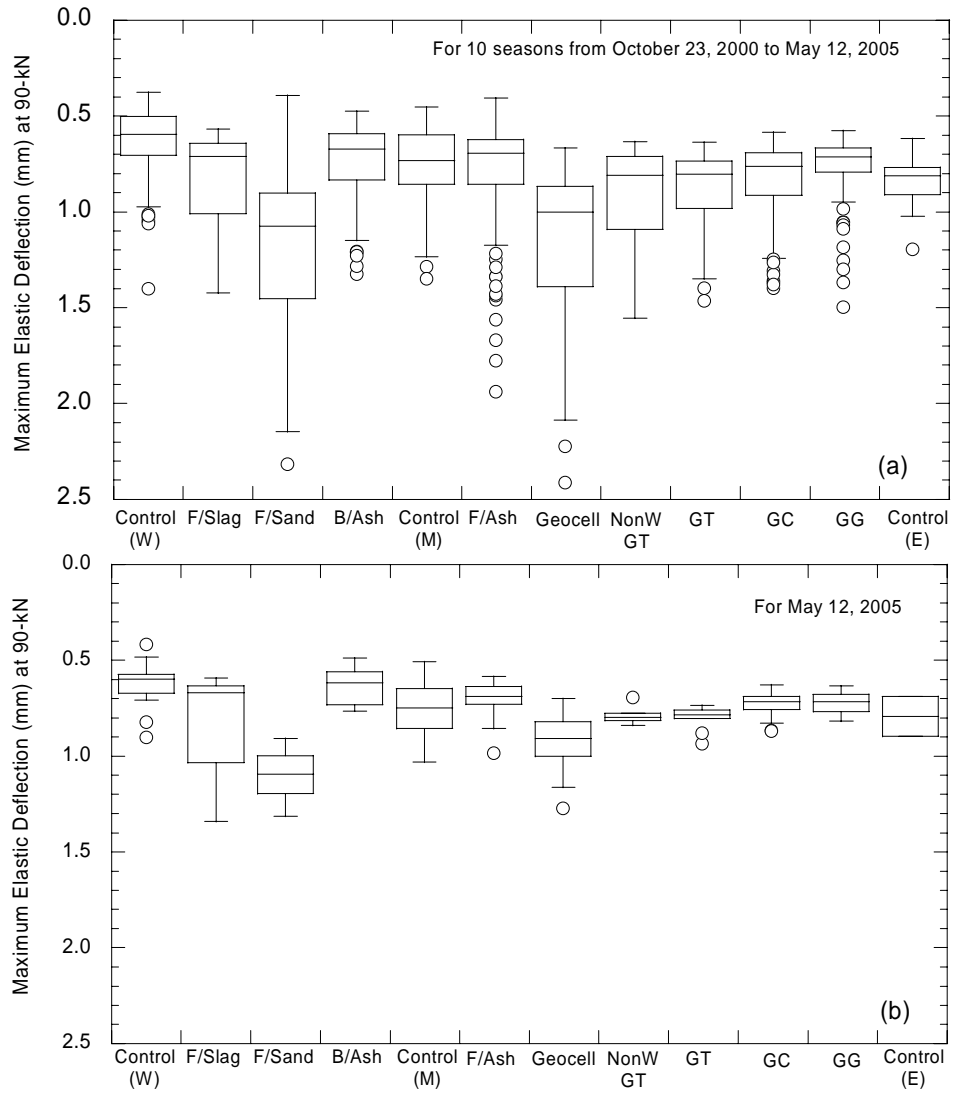 Maximum Elastic Deflection (mm) at 90-kN
0.0
0.5
1.0
1.5
2.0
2.5
For 10 seasons from October 23, 2000 to May 12, 2005
(a)
Control F/Slag F/Sand B/Ash Control F/Ash Geocell NonW GT GC GG Control
(W) (M) GT (E)
Maximum Elastic Deflection (mm) at 90-kN
0.0
0.5
1.0
1.5
2.0
2.5
For May 12, 2005
(b)
Control F/Slag F/Sand B/Ash Control F/Ash Geocell NonW GT GC GG Control
(W) (M) GT (E)